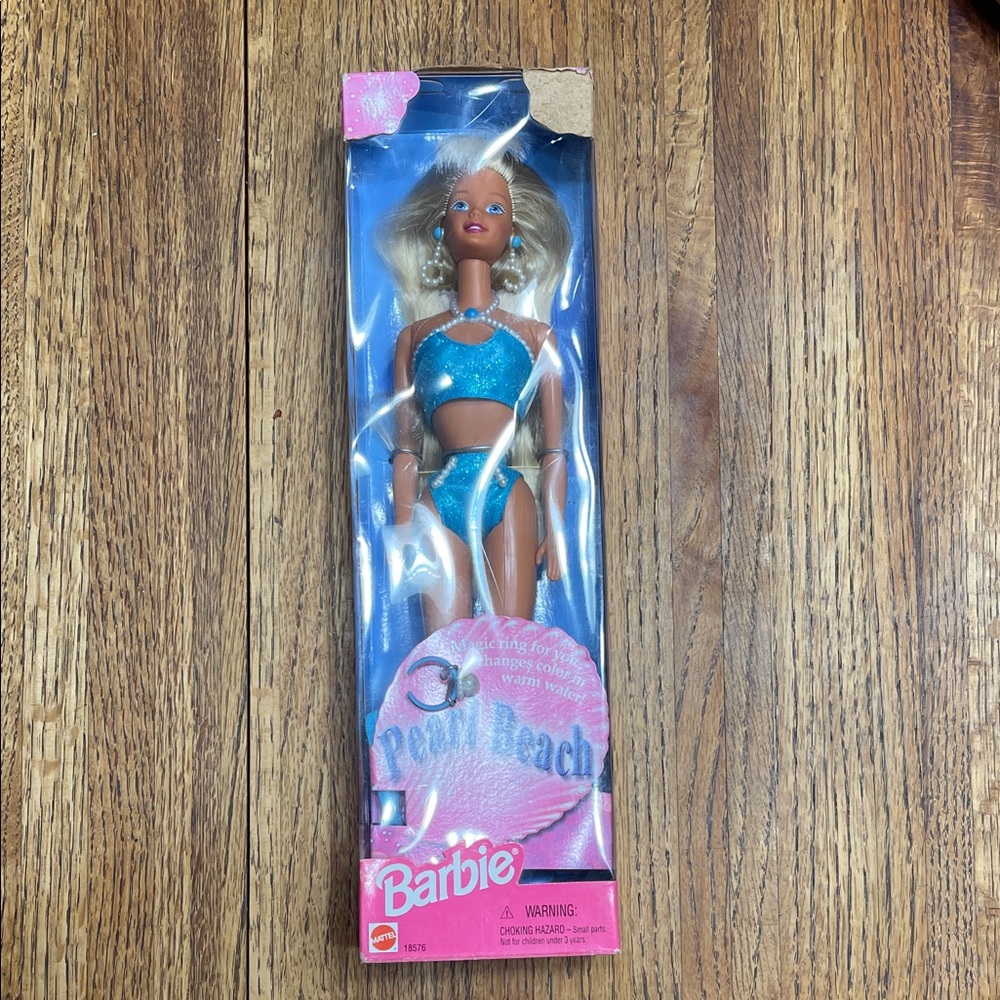 Magic ring for you
changes color in
warm water!
Pearl Beach
Barbie®
WARNING:
CHOKING HAZARD – Small parts.
Not for children under 3 years.
MATTEL
18576